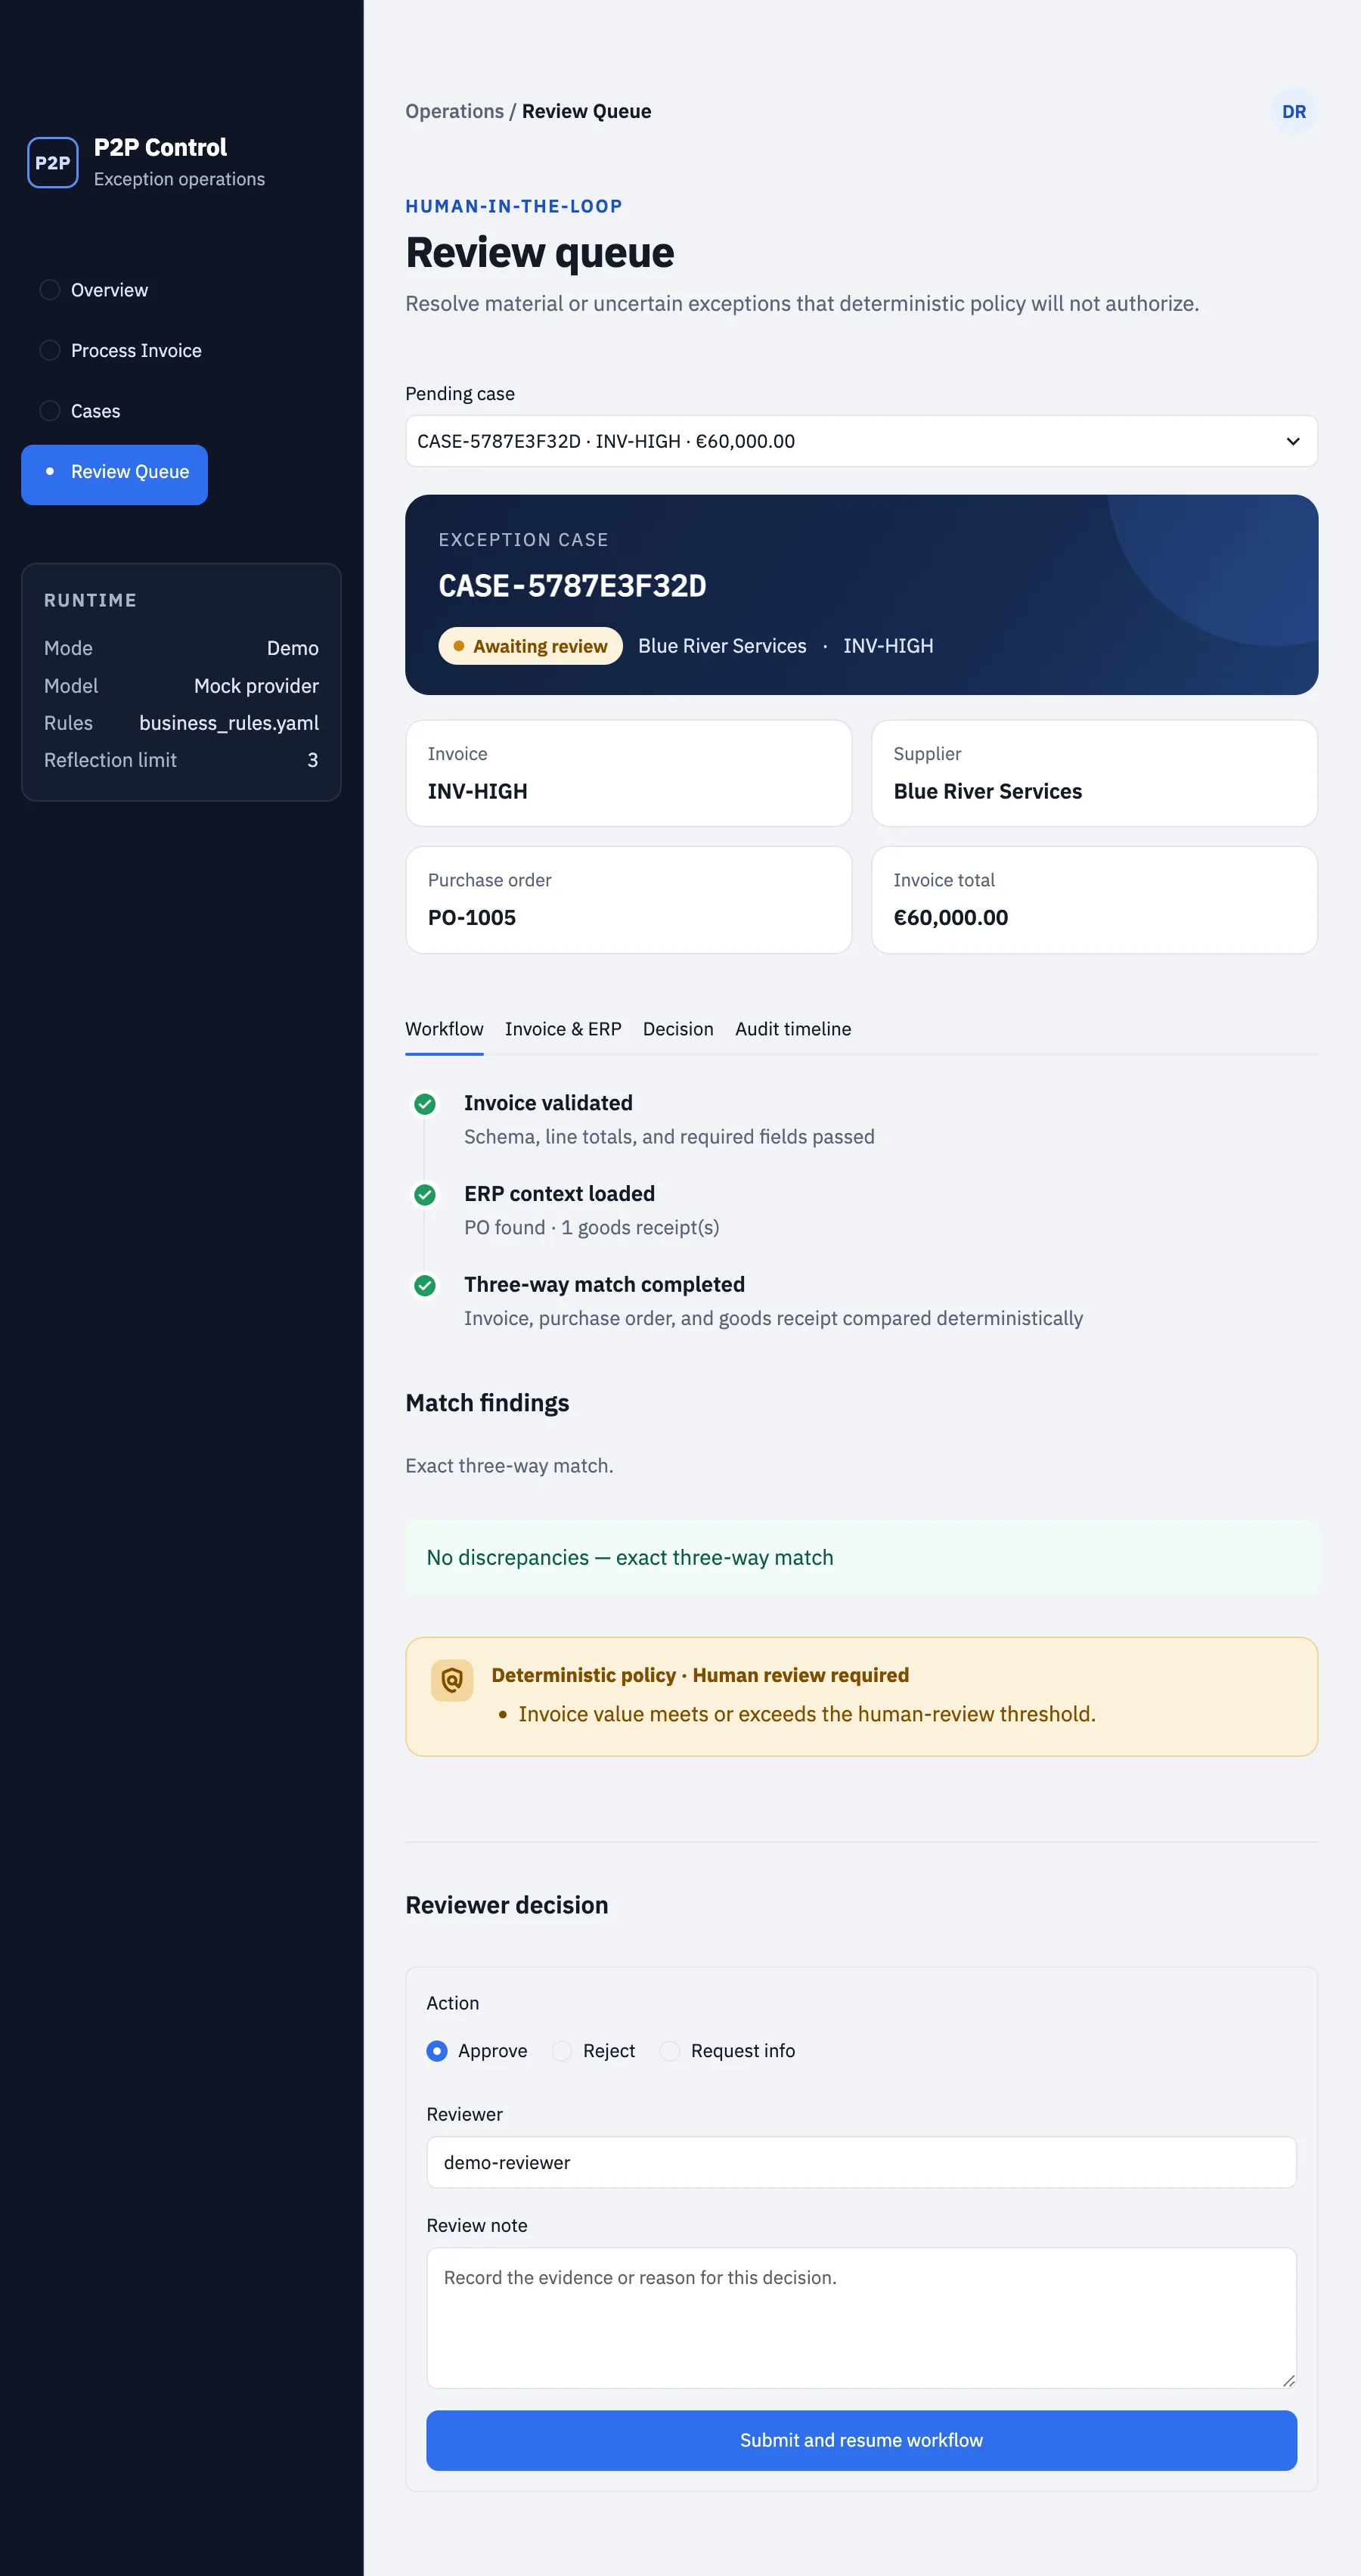 P2P
P2P Control
Exception operations
Overview
Process Invoice
Cases
Review Queue
RUNTIME
Mode Demo
Model Mock provider
Rules business_rules.yaml
Reflection limit 3
Operations / Review Queue
DR
HUMAN-IN-THE-LOOP
Review queue
Resolve material or uncertain exceptions that deterministic policy will not authorize.
Pending case
CASE-5787E3F32D · INV-HIGH · €60,000.00
EXCEPTION CASE
CASE-5787E3F32D
Awaiting review Blue River Services · INV-HIGH
Invoice
INV-HIGH
Supplier
Blue River Services
Purchase order
PO-1005
Invoice total
€60,000.00
Workflow Invoice & ERP Decision Audit timeline
Invoice validated
Schema, line totals, and required fields passed
ERP context loaded
PO found · 1 goods receipt(s)
Three-way match completed
Invoice, purchase order, and goods receipt compared deterministically
Match findings
Exact three-way match.
No discrepancies — exact three-way match
Deterministic policy · Human review required
• Invoice value meets or exceeds the human-review threshold.
Reviewer decision
Action
Approve Reject Request info
Reviewer
demo-reviewer
Review note
Record the evidence or reason for this decision.
Submit and resume workflow